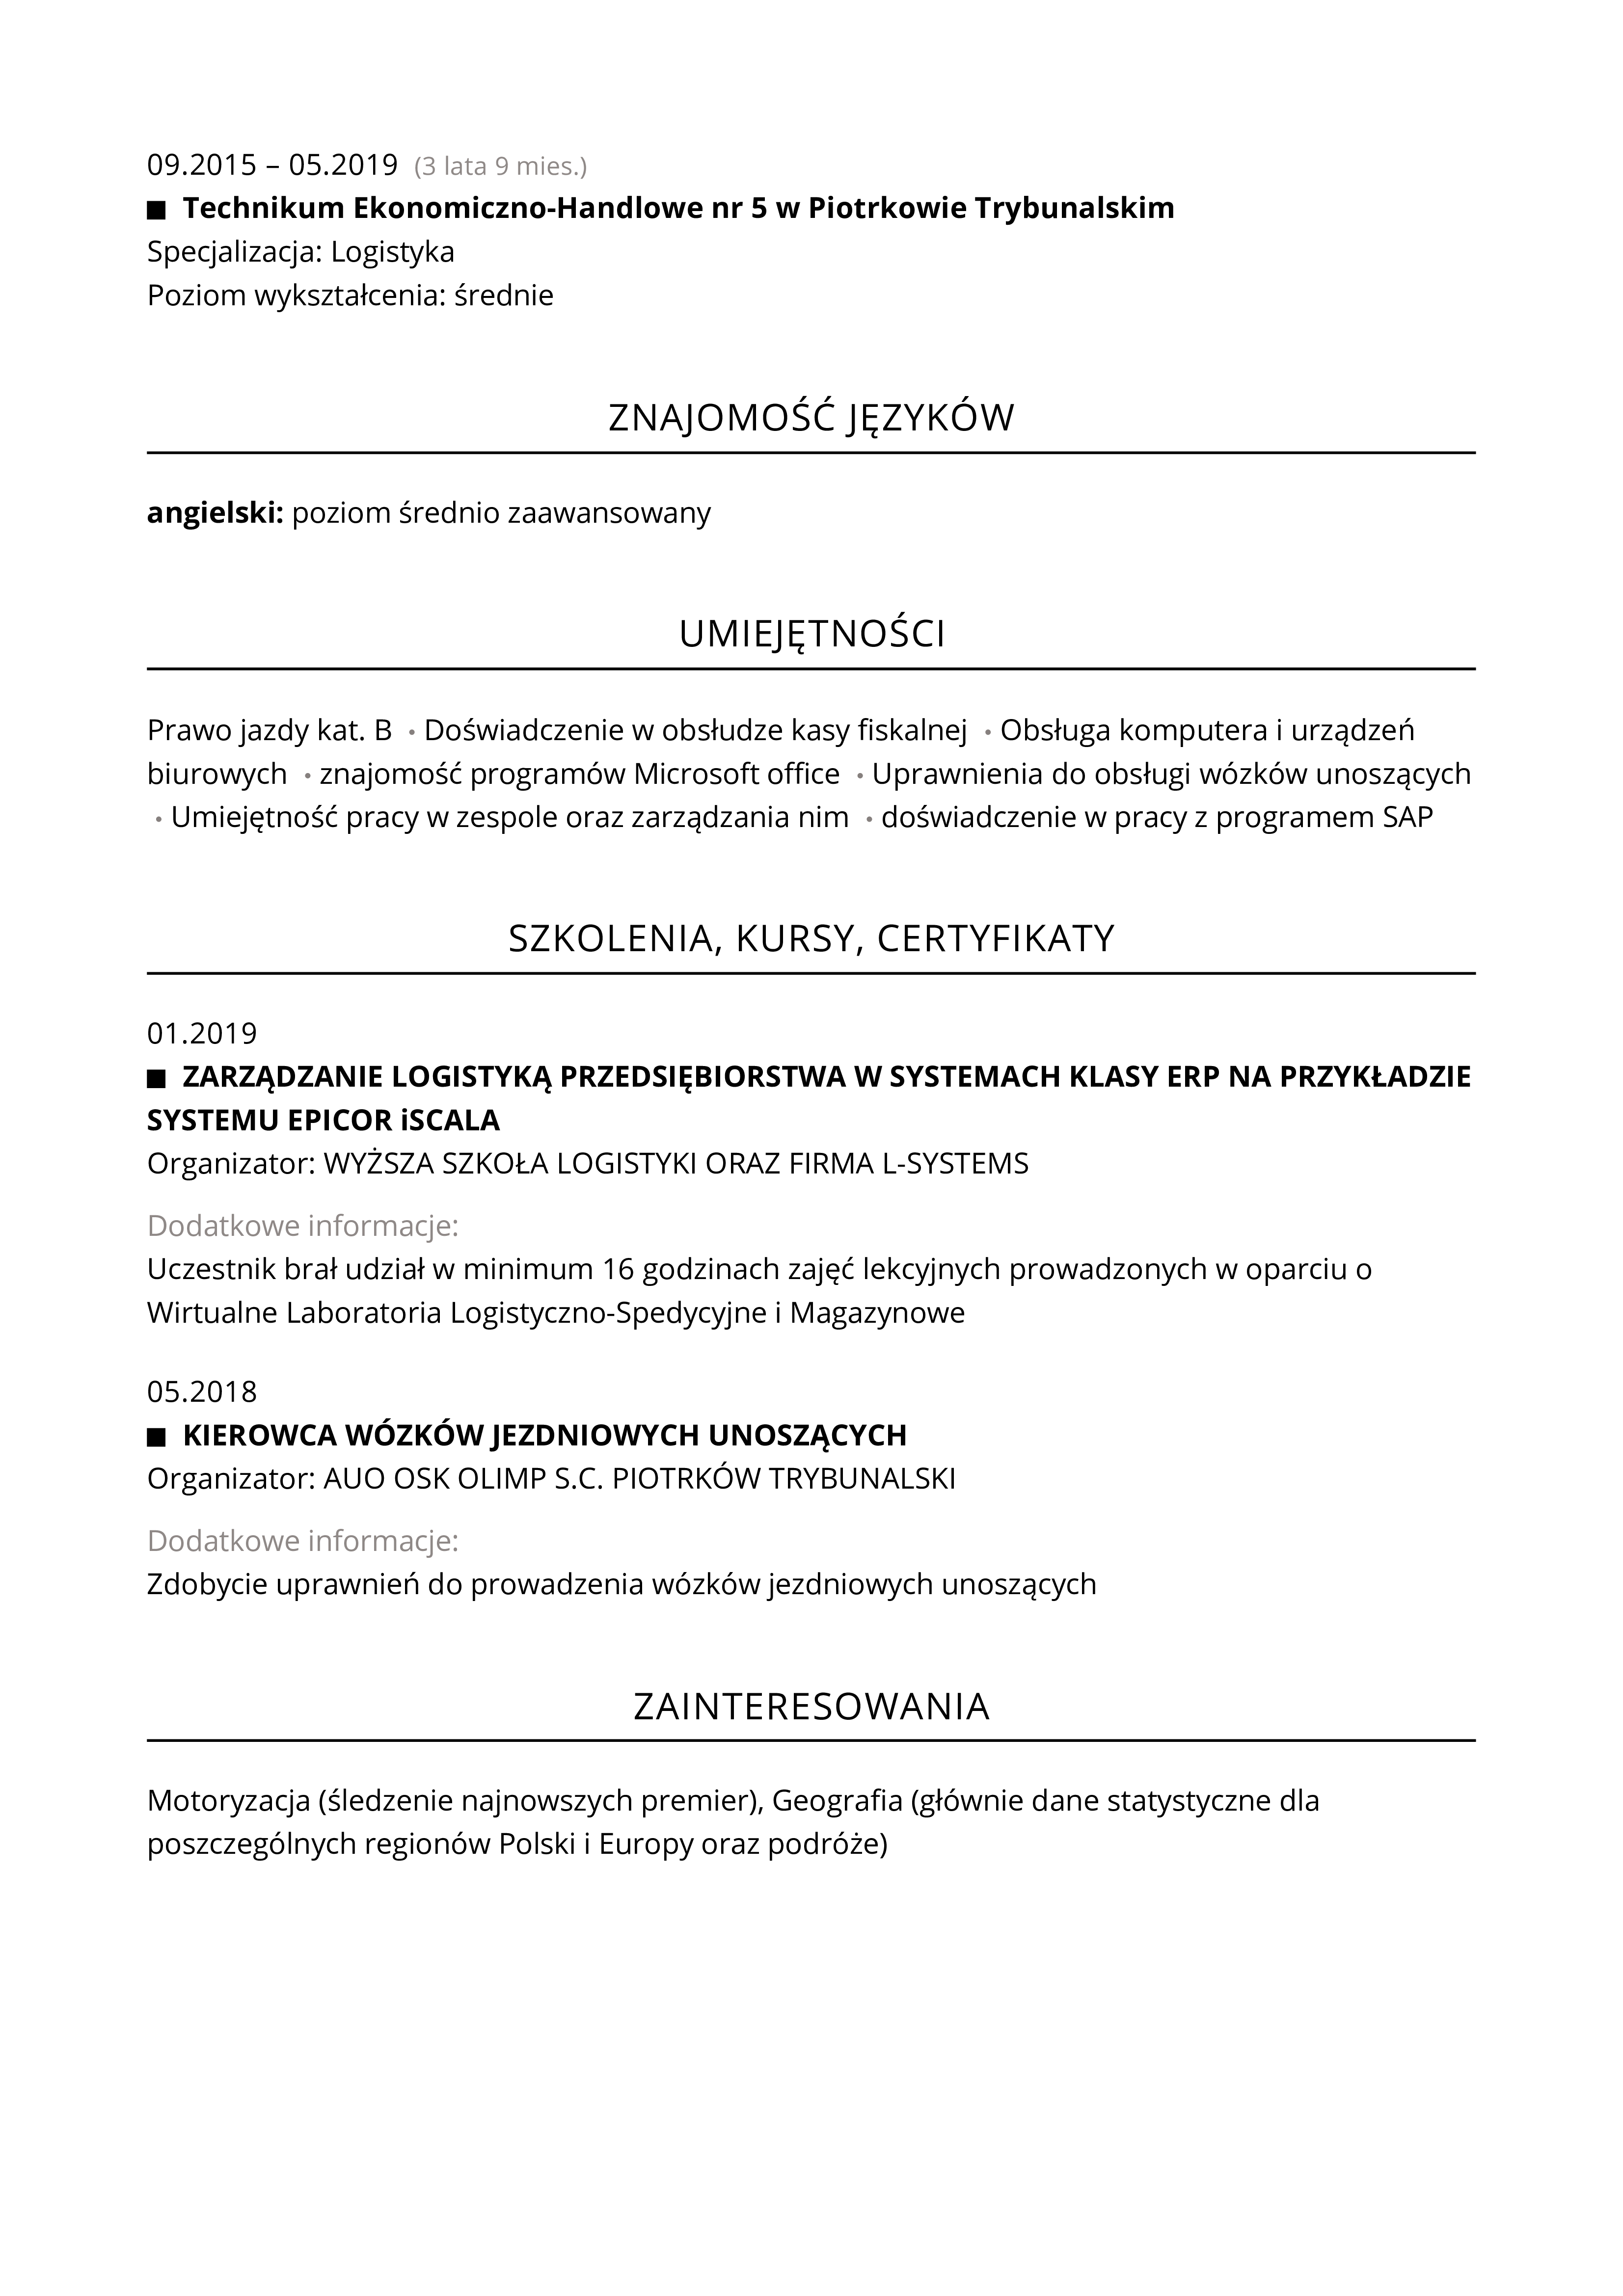 09.2015 – 05.2019 (3 lata 9 mies.)
■ Technikum Ekonomiczno-Handlowe nr 5 w Piotrkowie Trybunalskim
Specjalizacja: Logistyka
Poziom wykształcenia: średnie
ZNAJOMOŚĆ JĘZYKÓW
angielski: poziom średnio zaawansowany
UMIEJĘTNOŚCI
Prawo jazdy kat. B • Doświadczenie w obsłudze kasy fiskalnej • Obsługa komputera i urządzeń
biurowych • znajomość programów Microsoft office • Uprawnienia do obsługi wózków unoszących
• Umiejętność pracy w zespole oraz zarządzania nim • doświadczenie w pracy z programem SAP
SZKOLENIA, KURSY, CERTYFIKATY
01.2019
■ ZARZĄDZANIE LOGISTYKĄ PRZEDSIĘBIORSTWA W SYSTEMACH KLASY ERP NA PRZYKŁADZIE
SYSTEMU EPICOR iSCALA
Organizator: WYŻSZA SZKOŁA LOGISTYKI ORAZ FIRMA L-SYSTEMS
Dodatkowe informacje:
Uczestnik brał udział w minimum 16 godzinach zajęć lekcyjnych prowadzonych w oparciu o
Wirtualne Laboratoria Logistyczno-Spedycyjne i Magazynowe
05.2018
■ KIEROWCA WÓZKÓW JEZDNIOWYCH UNOSZĄCYCH
Organizator: AUO OSK OLIMP S.C. PIOTRKÓW TRYBUNALSKI
Dodatkowe informacje:
Zdobycie uprawnień do prowadzenia wózków jezdniowych unoszących
ZAINTERESOWANIA
Motoryzacja (śledzenie najnowszych premier), Geografia (głównie dane statystyczne dla
poszczególnych regionów Polski i Europy oraz podróże)